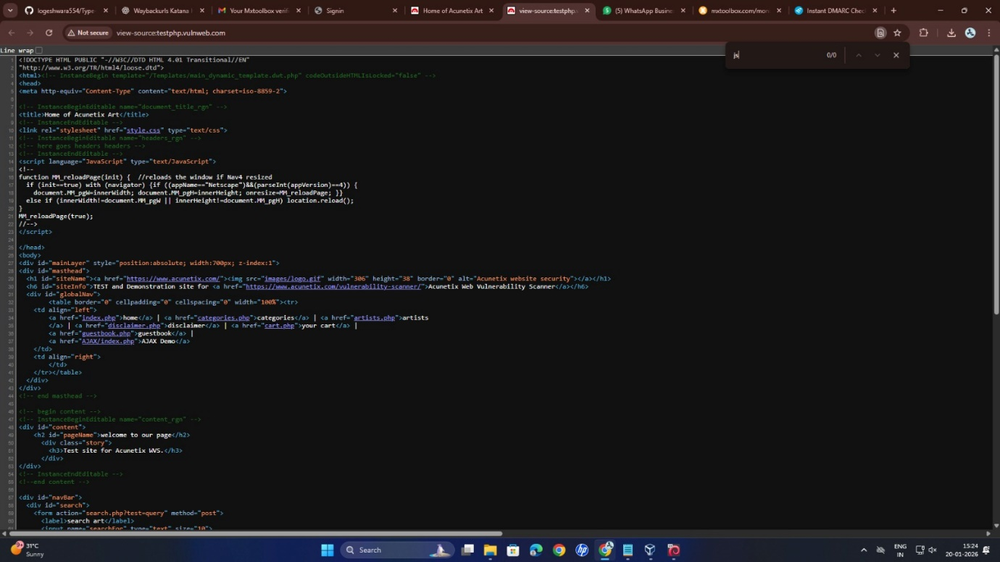 logeshwara554/Type
Waybackurls Katana
Your Mxtoolbox verif
Signin
Home of Acunetix Art
view-source:testphp.v
(5) WhatsApp Busine
mxtoolbox.com/mon
Instant DMARC Chec
Not secure view-source:testphp.vulnweb.com
js 0/0
Line wrap
1 <!DOCTYPE HTML PUBLIC "-//W3C//DTD HTML 4.01 Transitional//EN"
2 "http://www.w3.org/TR/html4/loose.dtd">
3 <html><!-- InstanceBegin template="/Templates/main_dynamic_template.dwt.php" codeOutsideHTMLIsLocked="false" -->
4 <head>
5 <meta http-equiv="Content-Type" content="text/html; charset=iso-8859-2">
6
7 <!-- InstanceBeginEditable name="document_title_rgn" -->
8 <title>Home of Acunetix Art</title>
9 <!-- InstanceEndEditable -->
10 <link rel="stylesheet" href="style.css" type="text/css">
11 <!-- InstanceBeginEditable name="headers_rgn" -->
12 <!-- here goes headers headers -->
13 <!-- InstanceEndEditable -->
14 <script language="JavaScript" type="text/JavaScript">
15 <!--
16 function MM_reloadPage(init) {  //reloads the window if Nav4 resized
17 if (init==true) with (navigator) {if ((appName=="Netscape")&&(parseInt(appVersion)==4)) {
18 document.MM_pgW=innerWidth; document.MM_pgH=innerHeight; onresize=MM_reloadPage; }}
19 else if (innerWidth!=document.MM_pgW || innerHeight!=document.MM_pgH) location.reload();
20 }
21 MM_reloadPage(true);
22 //-->
23 </script>
24
25 </head>
26 <body>
27 <div id="mainLayer" style="position:absolute; width:700px; z-index:1">
28 <div id="masthead">
29 <h1 id="siteName"><a href="https://www.acunetix.com/"><img src="images/logo.gif" width="306" height="38" border="0" alt="Acunetix website security"></a></h1>
30 <h6 id="siteInfo">TEST and Demonstration site for <a href="https://www.acunetix.com/vulnerability-scanner/">Acunetix Web Vulnerability Scanner</a></h6>
31 <div id="globalNav">
32 <table border="0" cellpadding="0" cellspacing="0" width="100%"><tr>
33 <td align="left">
34 <a href="index.php">home</a> | <a href="categories.php">categories</a> | <a href="artists.php">artists
35 </a> | <a href="disclaimer.php">disclaimer</a> | <a href="cart.php">your cart</a> |
36 <a href="guestbook.php">guestbook</a> |
37 <a href="AJAX/index.php">AJAX Demo</a>
38 </td>
39 <td align="right">
40 </td>
41 </tr></table>
42 </div>
43 </div>
44 <!-- end masthead -->
45
46 <!-- begin content -->
47 <!-- InstanceBeginEditable name="content_rgn" -->
48 <div id="content">
49 <h2 id="pageName">welcome to our page</h2>
50 <div class="story">
51 <h3>Test site for Acunetix WVS.</h3>
52 </div>
53 </div>
54 <!-- InstanceEndEditable -->
55 <!--end content -->
56
57 <div id="navBar">
58 <div id="search">
59 <form action="search.php?test=query" method="post">
60 <label>search art</label>
<input name="searchFor" type="text" size="10">
9+ 31°C
Sunny
Search
ENG
IN
15:24
20-01-2026